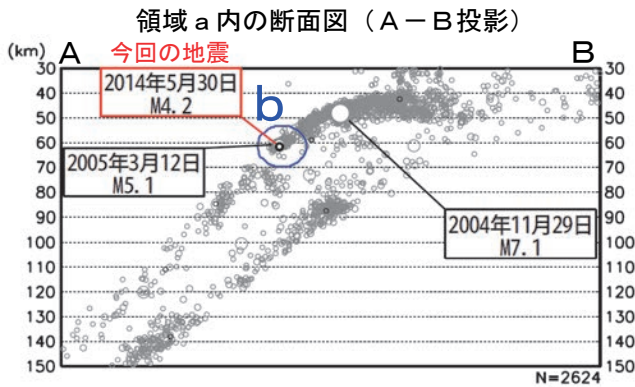 領域a内の断面図（A－B投影）
(km) A 今回の地震 B
30 30
2014年5月30日
M4.2
40 40
b
50 50
60 60
2005年3月12日
M5.1
70 70
80 80
90 90
2004年11月29日
M7.1
100 100
110 110
120 120
130 130
140 140
150 150
N=2624